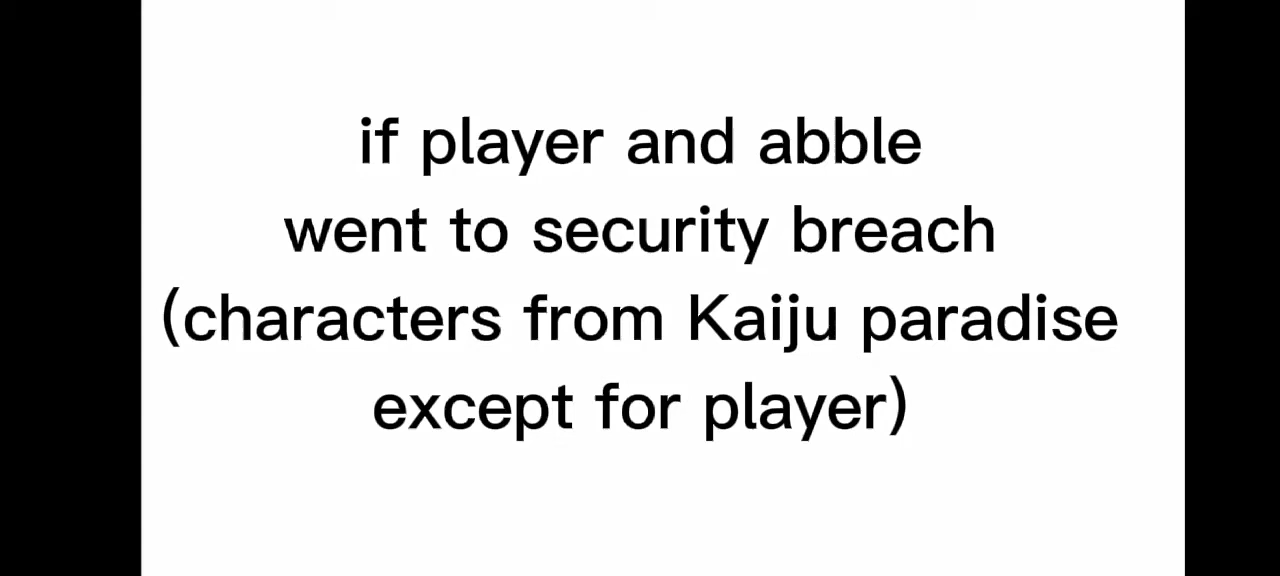 if player and abble
went to security breach
(characters from Kaiju paradise
except for player)